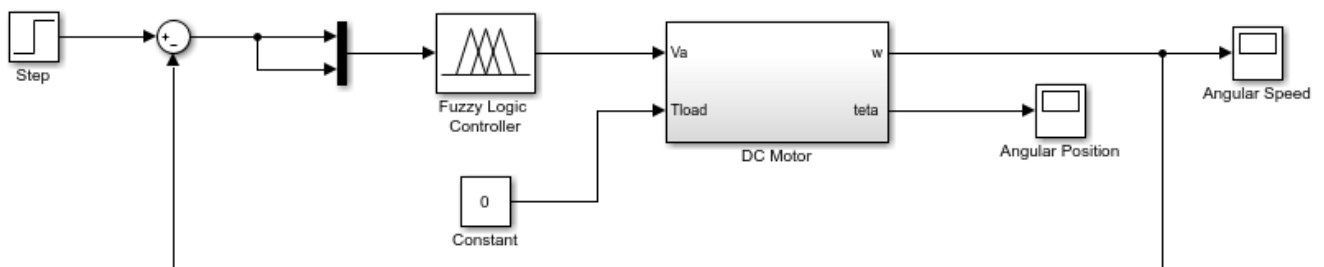 Step
Fuzzy Logic
Controller
Va
Tload
w
teta
DC Motor
0
Constant
Angular Position
Angular Speed